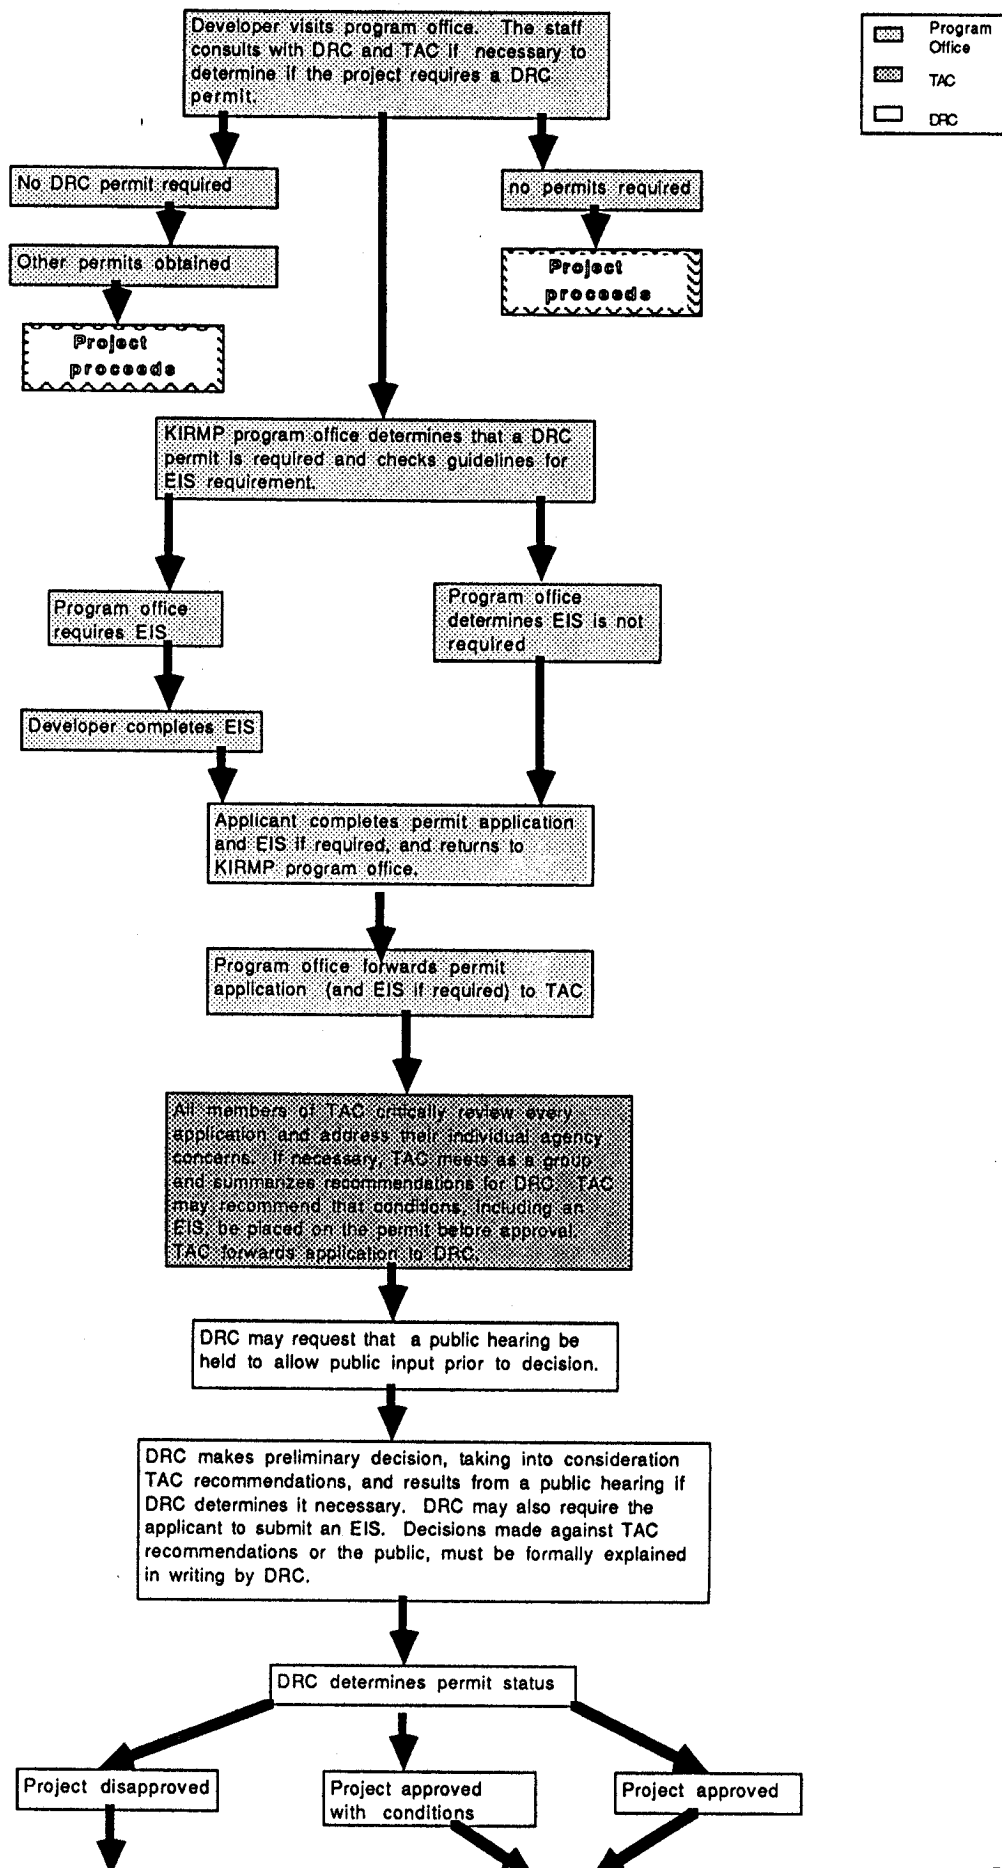 Developer visits program office. The staff
consults with DRC and TAC if necessary to
determine if the project requires a DRC
permit.
Program
Office
TAC
DRC
No DRC permit required
no permits required
Other permits obtained
Project
proceeds
Project
proceeds
KIRMP program office determines that a DRC
permit is required and checks guidelines for
EIS requirement.
Program office
requires EIS
Program office
determines EIS is not
required
Developer completes EIS
Applicant completes permit application
and EIS if required, and returns to
KIRMP program office.
Program office forwards permit
application (and EIS if required) to TAC
All members of TAC critically review every
application and address their individual agency
concerns. If necessary, TAC meets as a group
and summarizes recommendations for DRC. TAC
may recommend that conditions, including an
EIS, be placed on the permit before approval.
TAC forwards application to DRC.
DRC may request that a public hearing be
held to allow public input prior to decision.
DRC makes preliminary decision, taking into consideration
TAC recommendations, and results from a public hearing if
DRC determines it necessary. DRC may also require the
applicant to submit an EIS. Decisions made against TAC
recommendations or the public, must be formally explained
in writing by DRC.
DRC determines permit status
Project disapproved
Project approved
with conditions
Project approved